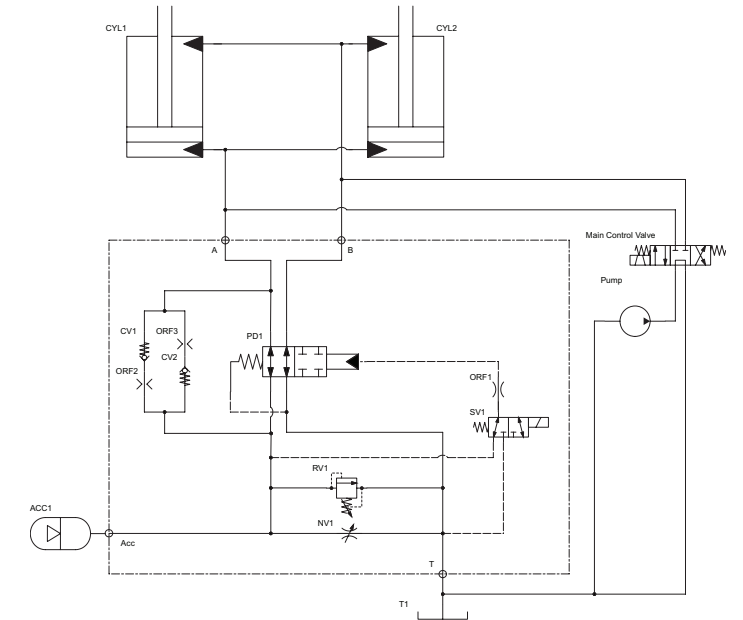 CYL1
CYL2
A
B
Main Control Valve
Pump
CV1
ORF3
CV2
ORF2
PD1
ORF1
SV1
RV1
NV1
ACC1
Acc
T
T1